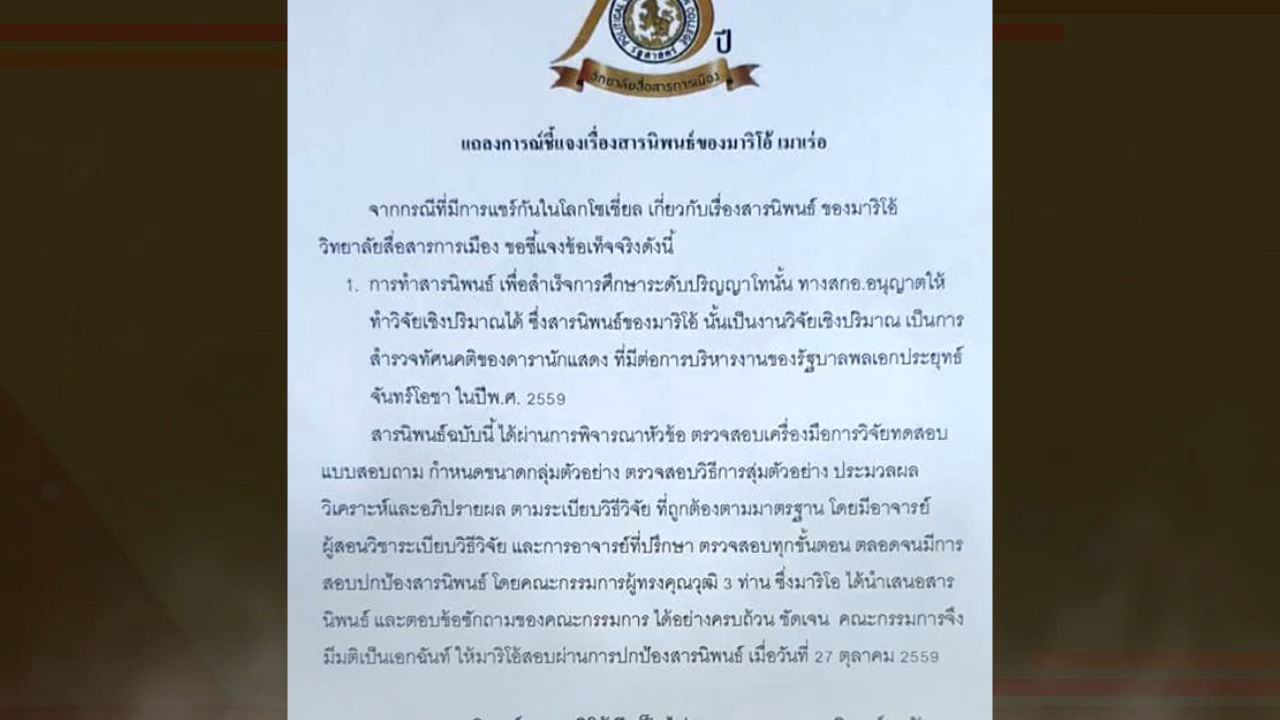 ปี
รัฐศาสตร์
วิทยาลัยสื่อสารการเมือง
แถลงการณ์ชี้แจงเรื่องสารนิพนธ์ของมาริโอ้ เมาเร่อ
จากกรณีที่มีการแชร์กันในโลกโซเชี่ยล เกี่ยวกับเรื่องสารนิพนธ์ ของมาริโอ้
วิทยาลัยสื่อสารการเมือง ขอชี้แจงข้อเท็จจริงดังนี้
1. การทำสารนิพนธ์ เพื่อสำเร็จการศึกษาระดับปริญญาโทนั้น ทางสกอ.อนุญาตให้
ทำวิจัยเชิงปริมาณได้ ซึ่งสารนิพนธ์ของมาริโอ้ นั้นเป็นงานวิจัยเชิงปริมาณ เป็นการ
สำรวจทัศนคติของดารานักแสดง ที่มีต่อการบริหารงานของรัฐบาลพลเอกประยุทธ์
จันทร์โอชา ในปีพ.ศ. 2559
สารนิพนธ์ฉบับนี้ ได้ผ่านการพิจารณาหัวข้อ ตรวจสอบเครื่องมือการวิจัยทดสอบ
แบบสอบถาม กำหนดขนาดกลุ่มตัวอย่าง ตรวจสอบวิธีการสุ่มตัวอย่าง ประมวลผล
วิเคราะห์และอภิปรายผล ตามระเบียบวิธีวิจัย ที่ถูกต้องตามมาตรฐาน โดยมีอาจารย์
ผู้สอนวิชาระเบียบวิธีวิจัย และการอาจารย์ที่ปรึกษา ตรวจสอบทุกขั้นตอน ตลอดจนมีการ
สอบปกป้องสารนิพนธ์ โดยคณะกรรมการผู้ทรงคุณวุฒิ 3 ท่าน ซึ่งมาริโอ ได้นำเสนอสาร
นิพนธ์ และตอบข้อซักถามของคณะกรรมการ ได้อย่างครบถ้วน ชัดเจน คณะกรรมการจึง
มีมติเป็นเอกฉันท์ ให้มาริโอ้สอบผ่านการปกป้องสารนิพนธ์ เมื่อวันที่ 27 ตุลาคม 2559